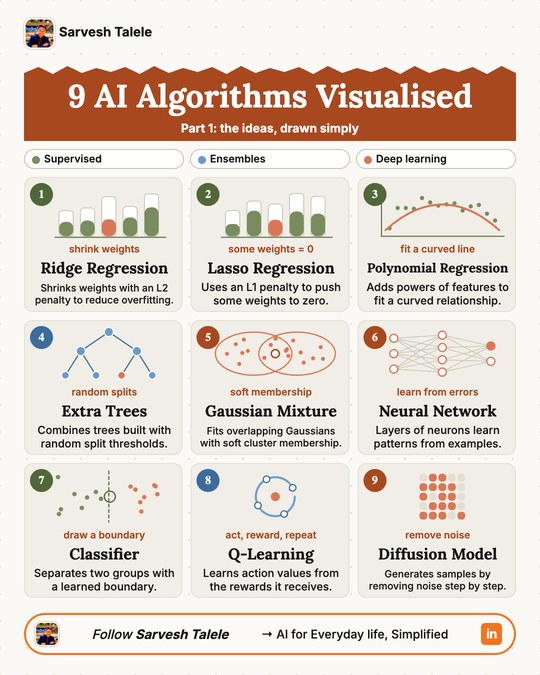 Sarvesh Talele
9 AI Algorithms Visualised
Part 1: the ideas, drawn simply
Supervised
Ensembles
Deep learning
1
shrink weights
Ridge Regression
Shrinks weights with an L2
penalty to reduce overfitting.
2
some weights = 0
Lasso Regression
Uses an L1 penalty to push
some weights to zero.
3
fit a curved line
Polynomial Regression
Adds powers of features to
fit a curved relationship.
4
random splits
Extra Trees
Combines trees built with
random split thresholds.
5
soft membership
Gaussian Mixture
Fits overlapping Gaussians
with soft cluster membership.
6
learn from errors
Neural Network
Layers of neurons learn
patterns from examples.
7
draw a boundary
Classifier
Separates two groups with
a learned boundary.
8
act, reward, repeat
Q-Learning
Learns action values from
the rewards it receives.
9
remove noise
Diffusion Model
Generates samples by
removing noise step by step.
Follow Sarvesh Talele → AI for Everyday life, Simplified in